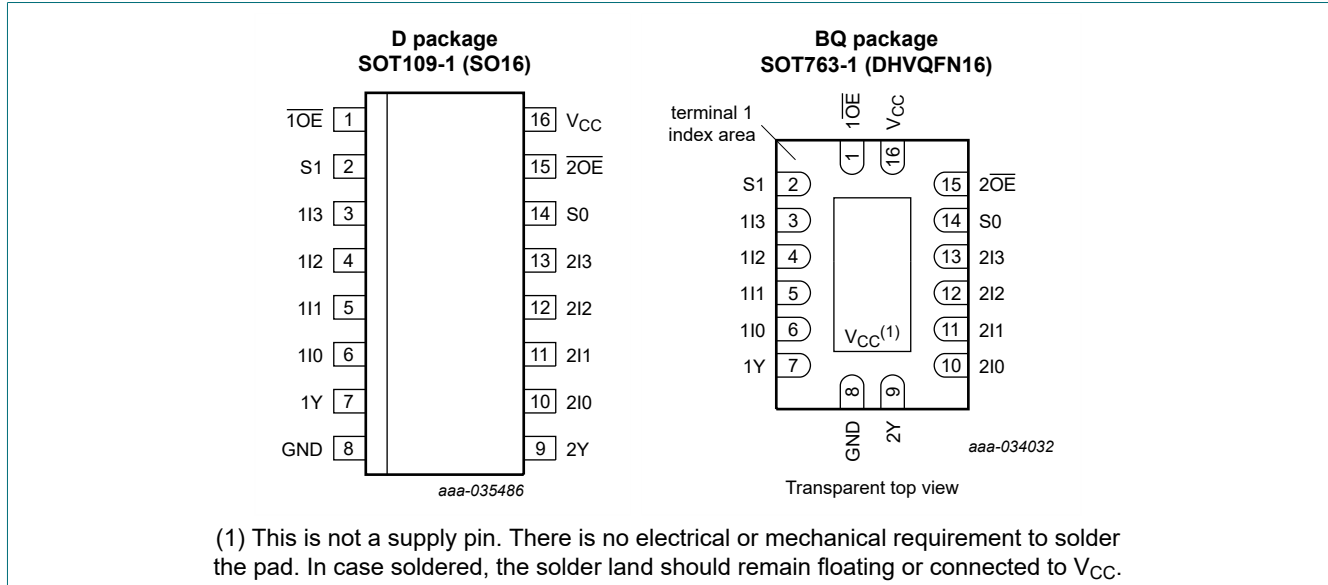 D package
SOT109-1 (SO16)
1OE 1
S1 2
1I3 3
1I2 4
1I1 5
1I0 6
1Y 7
GND 8
16 VCC
15 2OE
14 S0
13 2I3
12 2I2
11 2I1
10 2I0
9 2Y
aaa-035486
BQ package
SOT763-1 (DHVQFN16)
terminal 1
index area
1OE
VCC
1
16
S1 2
1I3 3
1I2 4
1I1 5
1I0 6
1Y 7
15 2OE
14 S0
13 2I3
12 2I2
11 2I1
10 2I0
VCC(1)
8
9
GND
2Y
aaa-034032
Transparent top view
(1) This is not a supply pin. There is no electrical or mechanical requirement to solder
the pad. In case soldered, the solder land should remain floating or connected to VCC.